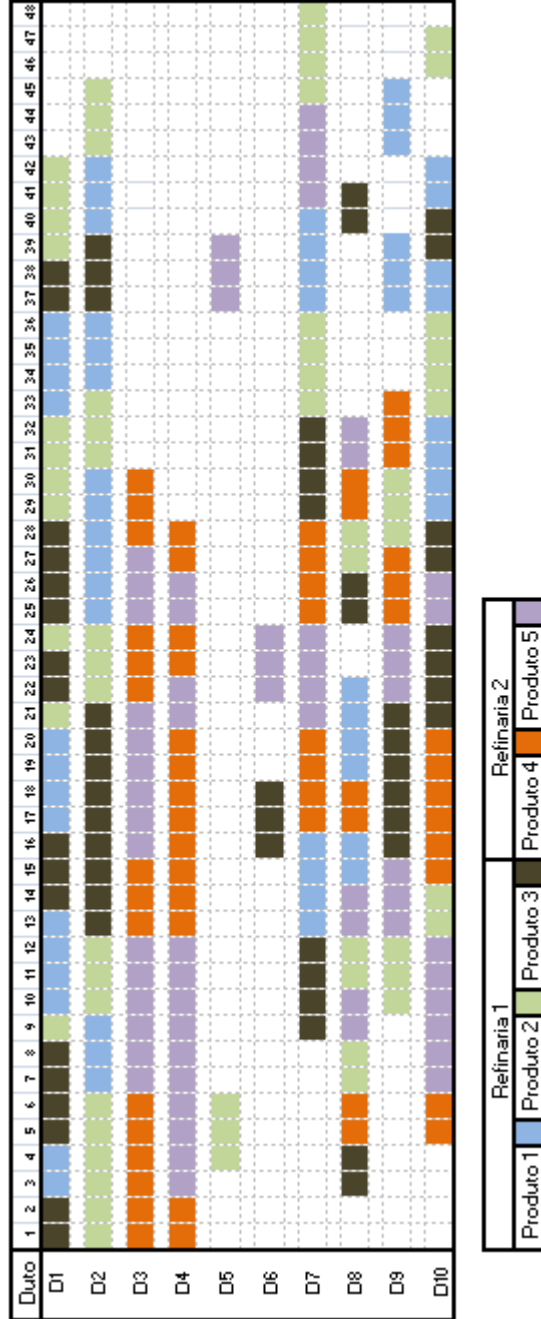 Duto 1 2 3 4 5 6 7 8 9 10 11 12 13 14 15 16 17 18 19 20 21 22 23 24 25 26 27 28 29 30 31 32 33 34 35 36 37 38 39 40 41 42 43 44 45 46 47 48
D1
D2
D3
D4
D5
D6
D7
D8
D9
D10
Refinaria 1 Refinaria 2
Produto 1 Produto 2 Produto 3 Produto 4 Produto 5